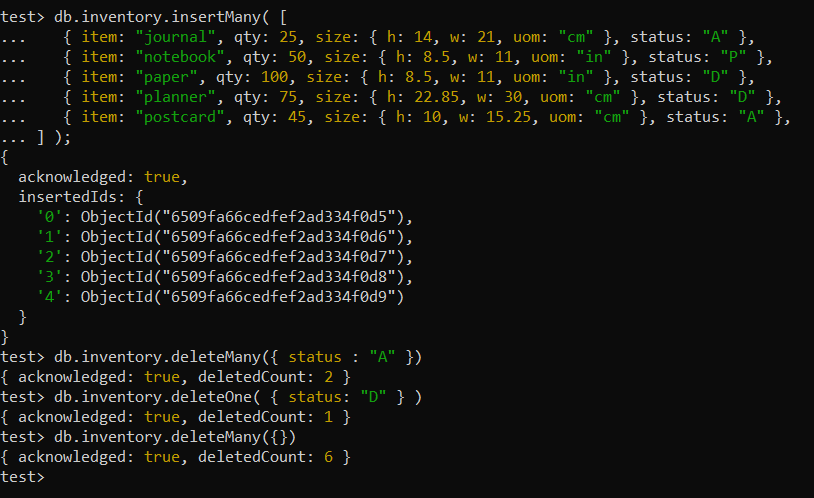 test> db.inventory.insertMany( [
...    { item: "journal", qty: 25, size: { h: 14, w: 21, uom: "cm" }, status: "A" },
...    { item: "notebook", qty: 50, size: { h: 8.5, w: 11, uom: "in" }, status: "P" },
...    { item: "paper", qty: 100, size: { h: 8.5, w: 11, uom: "in" }, status: "D" },
...    { item: "planner", qty: 75, size: { h: 22.85, w: 30, uom: "cm" }, status: "D" },
...    { item: "postcard", qty: 45, size: { h: 10, w: 15.25, uom: "cm" }, status: "A" },
... ] );
{
  acknowledged: true,
  insertedIds: {
    '0': ObjectId("6509fa66cedfef2ad334f0d5"),
    '1': ObjectId("6509fa66cedfef2ad334f0d6"),
    '2': ObjectId("6509fa66cedfef2ad334f0d7"),
    '3': ObjectId("6509fa66cedfef2ad334f0d8"),
    '4': ObjectId("6509fa66cedfef2ad334f0d9")
  }
}
test> db.inventory.deleteMany({ status : "A" })
{ acknowledged: true, deletedCount: 2 }
test> db.inventory.deleteOne( { status: "D" } )
{ acknowledged: true, deletedCount: 1 }
test> db.inventory.deleteMany({})
{ acknowledged: true, deletedCount: 6 }
test>